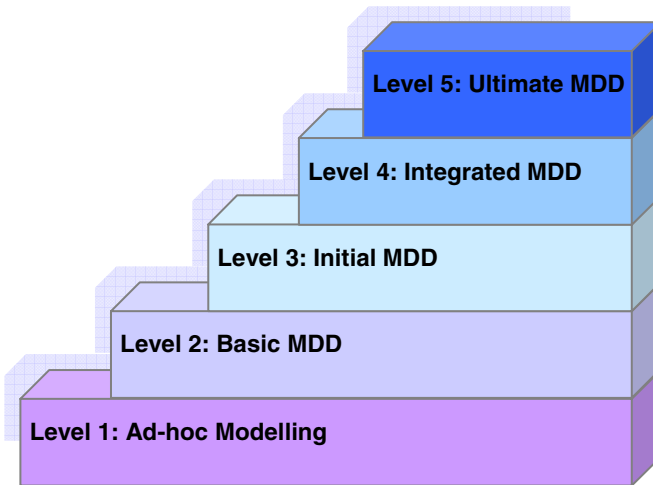 Level 5: Ultimate MDD
Level 4: Integrated MDD
Level 3: Initial MDD
Level 2: Basic MDD
Level 1: Ad-hoc Modelling